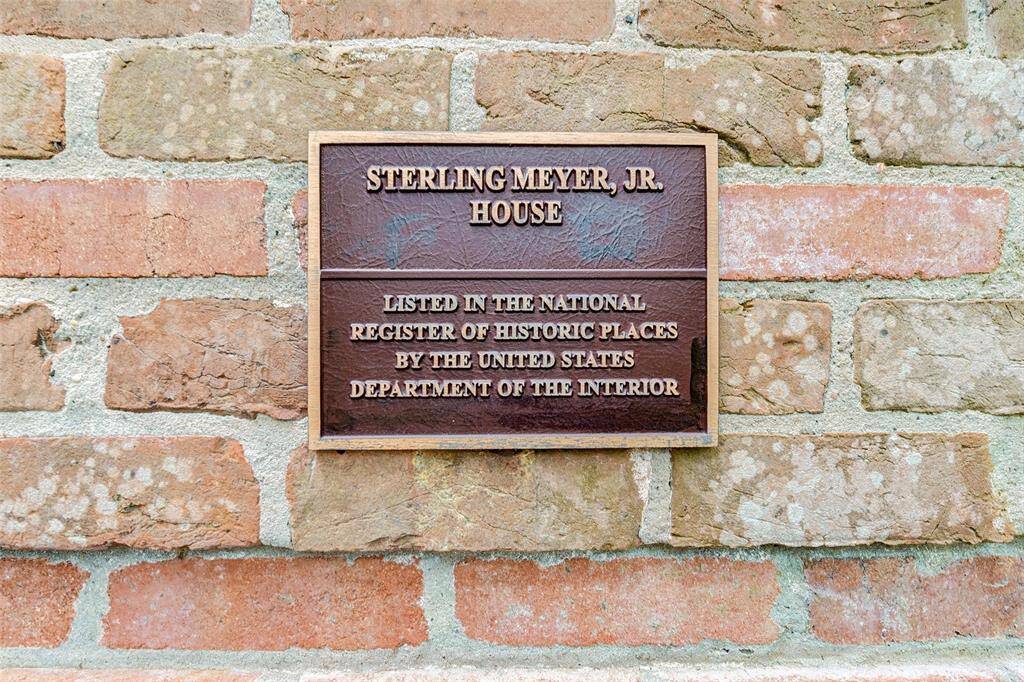 STERLING MEYER, JR.
HOUSE
LISTED IN THE NATIONAL
REGISTER OF HISTORIC PLACES
BY THE UNITED STATES
DEPARTMENT OF THE INTERIOR